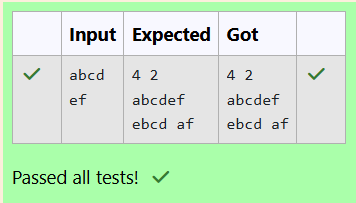 Input Expected Got
abcd 4 2 4 2
ef abcdef abcdef
ebcd af ebcd af
Passed all tests!